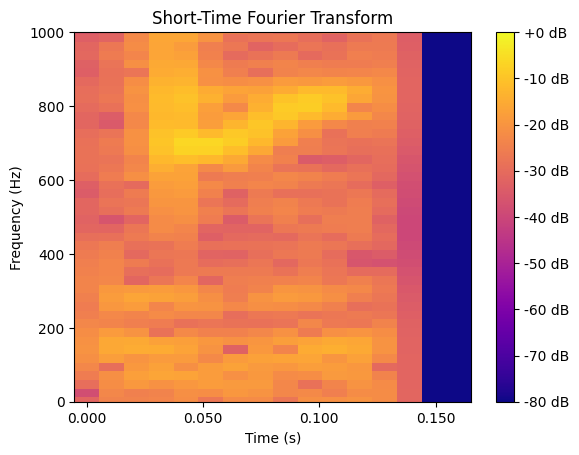 Short-Time Fourier Transform
1000
800
600
400
200
0
Frequency (Hz)
0.000
0.050
0.100
0.150
Time (s)
+0 dB
-10 dB
-20 dB
-30 dB
-40 dB
-50 dB
-60 dB
-70 dB
-80 dB